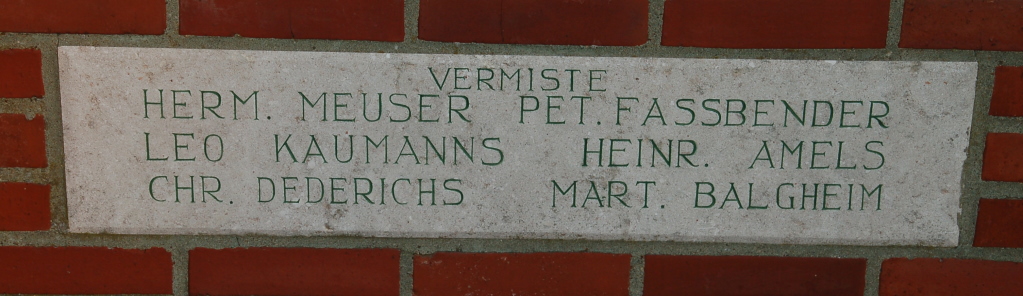 VERMISTE
HERM. MEUSER PET. FASSBENDER
LEO KAUMANNS HEINR. AMELS
CHR. DEDERICHS MART. BALGHEIM